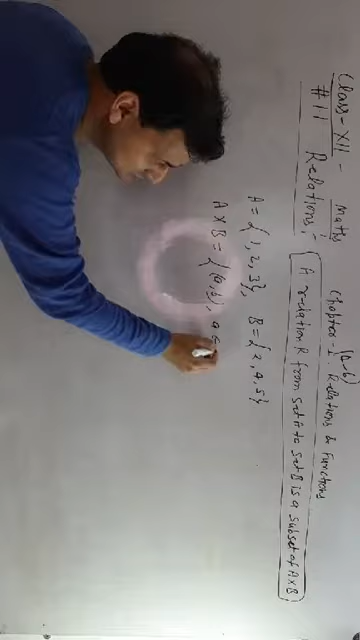 Class-XII - Maths Chapter-1. Relations & Functions
(D-6)
#11 Relations:- A relation R from set A to set B is a subset of A×B
A = {1,2,3}, B = {2,4,5}
A×B = {(a,b), a ∈